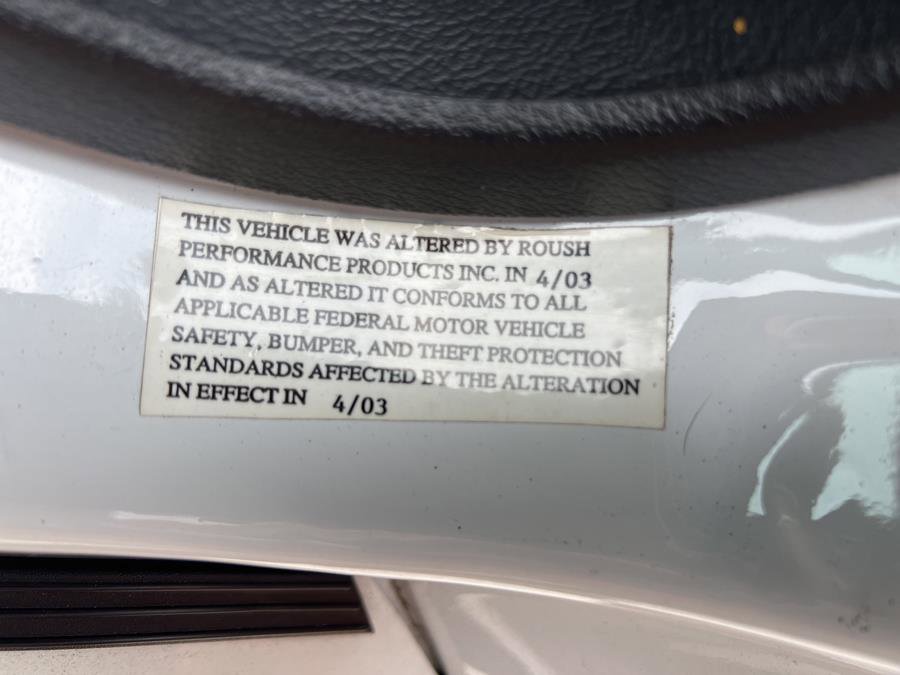 THIS VEHICLE WAS ALTERED BY ROUSH
PERFORMANCE PRODUCTS INC. IN 4/03
AND AS ALTERED IT CONFORMS TO ALL
APPLICABLE FEDERAL MOTOR VEHICLE
SAFETY, BUMPER, AND THEFT PROTECTION
STANDARDS AFFECTED BY THE ALTERATION
IN EFFECT IN 4/03